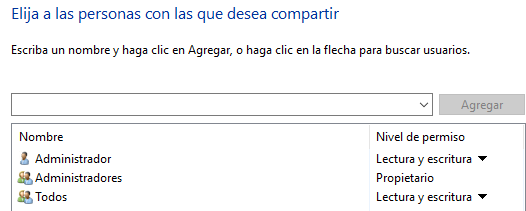 Elija a las personas con las que desea compartir
Escriba un nombre y haga clic en Agregar, o haga clic en la flecha para buscar usuarios.
Agregar
Nombre Nivel de permiso
Administrador Lectura y escritura
Administradores Propietario
Todos Lectura y escritura